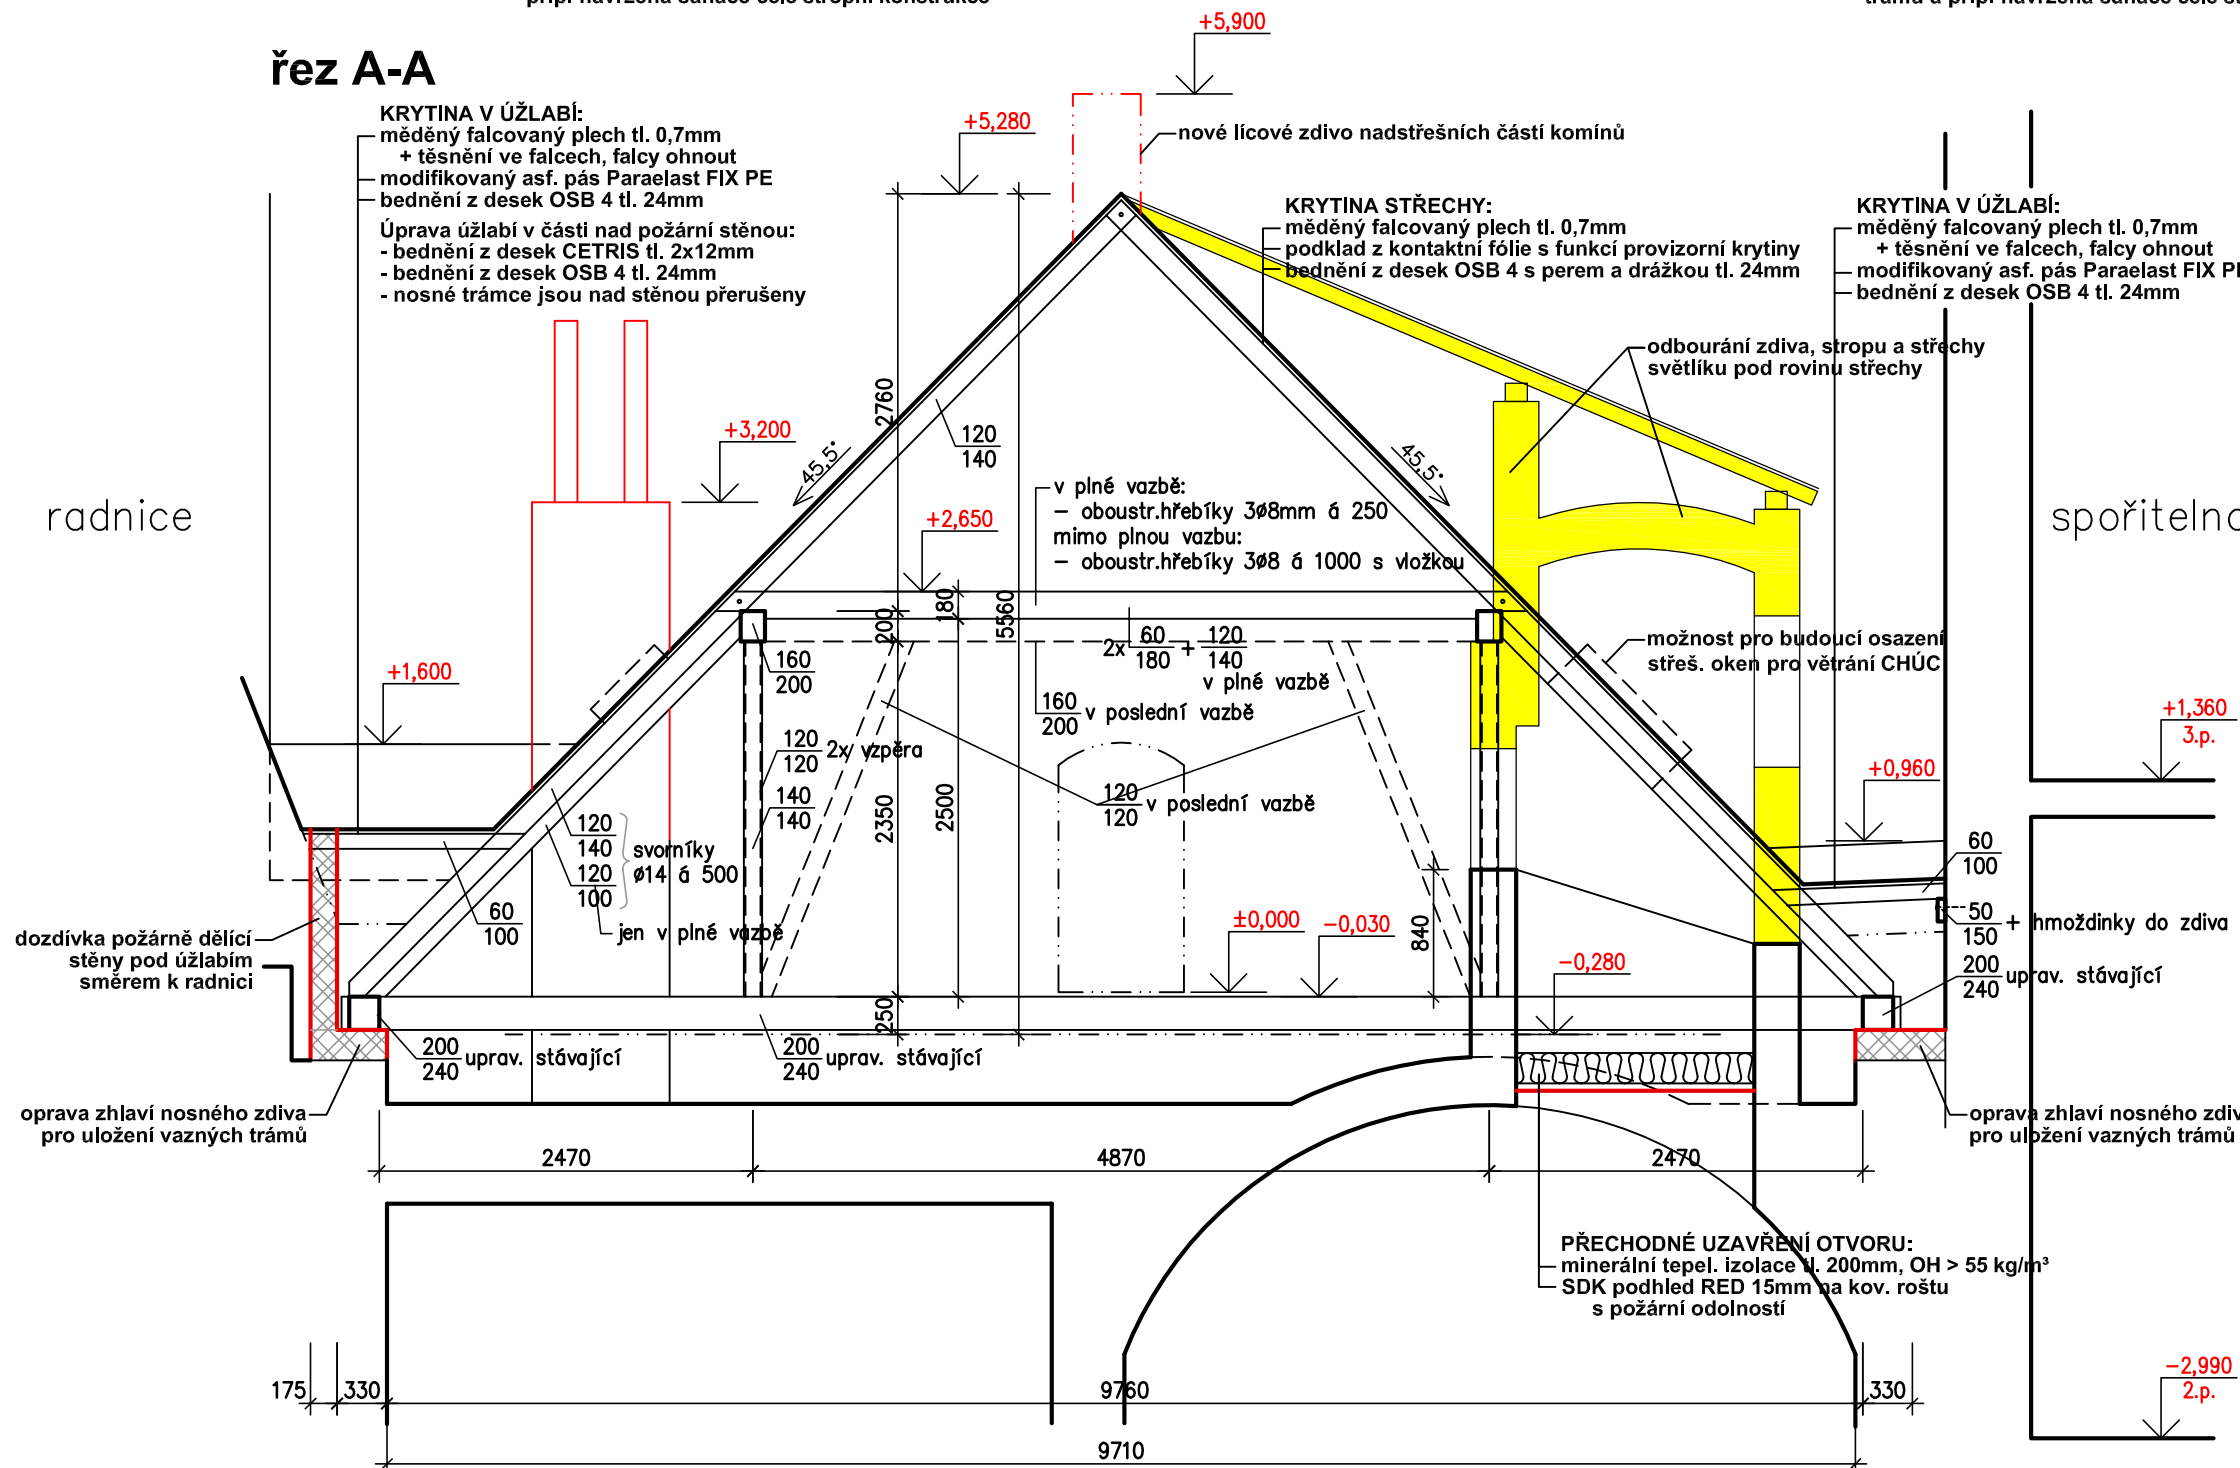 řez A-A
+5,900
+5,280
KRYTINA V ÚŽLABÍ:
měděný falcovaný plech tl. 0,7mm
+ těsnění ve falcech, falcy ohnout
modifikovaný asf. pás Paraelast FIX PE
bednění z desek OSB 4 tl. 24mm
Úprava úžlabí v části nad požární stěnou:
- bednění z desek CETRIS tl. 2x12mm
- bednění z desek OSB 4 tl. 24mm
- nosné trámce jsou nad stěnou přerušeny
nové lícové zdivo nadstřešních částí komínů
KRYTINA STŘECHY:
měděný falcovaný plech tl. 0,7mm
podklad z kontaktní fólie s funkcí provizorní krytiny
bednění z desek OSB 4 s perem a drážkou tl. 24mm
KRYTINA V ÚŽLABÍ:
měděný falcovaný plech tl. 0,7mm
+ těsnění ve falcech, falcy ohnout
modifikovaný asf. pás Paraelast FIX
bednění z desek OSB 4 tl. 24mm
odbourání zdiva, stropu a střechy
světlíku pod rovinu střechy
2760
120
140
+3,200
45,5°
45,5°
radnice
+2,650
v plné vazbě:
– oboustr.hřebíky 3ø8mm á 250
mimo plnou vazbu:
– oboustr.hřebíky 3ø8 á 1000 s vložkou
180
200
5560
2x 60/180 + 120/140
v plné vazbě
160
200
160
200 v poslední vazbě
možnost pro budoucí osazení
střeš. oken pro větrání CHÚC
+1,600
+1,360
3.p.
+0,960
120
120 2x vzpěra
140
140
2350
2500
120
120 v poslední vazbě
120
140
120
100
svorníky
ø14 á 500
jen v plné vazbě
60
100
60
100
50
150 + hmoždinky do zdiva
200
240 uprav. stávající
dozdívka požárně dělící
stěny pod úžlabím
směrem k radnici
±0,000
-0,030
840
-0,280
250
200
240 uprav. stávající
200
240 uprav. stávající
oprava zhlaví nosného zdiva
pro uložení vazných trámů
oprava zhlaví nosného
pro uložení vazných trámů
2470
4870
2470
PŘECHODNÉ UZAVŘENÍ OTVORU:
minerální tepel. izolace tl. 200mm, OH > 55 kg/m³
SDK podhled RED 15mm na kov. roštu
s požární odolností
-2,990
2.p.
175
330
9760
330
9710